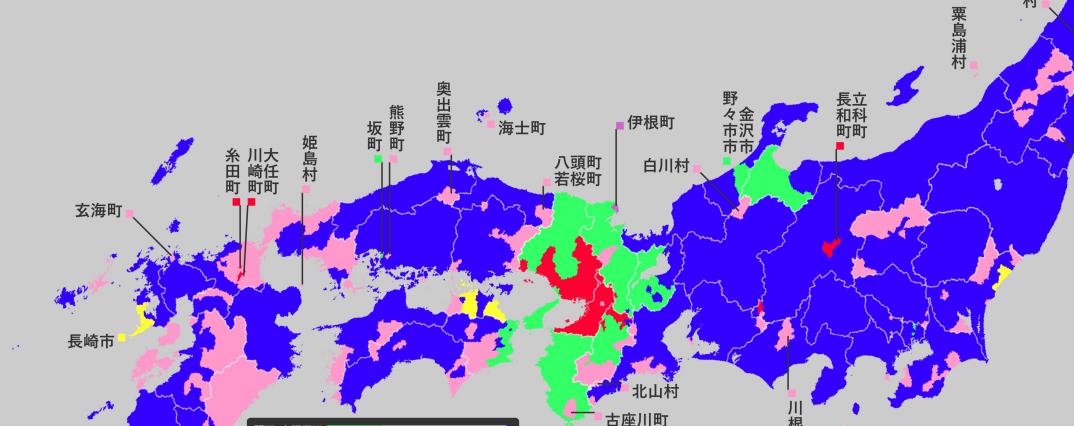 村
粟島浦村
奥出雲町
熊野町
坂町
海士町
伊根町
野々市市
金沢市
立科町
長和町
姫島村
糸田町
川崎町
大任町
八頭町
若桜町
白川村
玄海町
長崎市
北山村
古座川町
川根